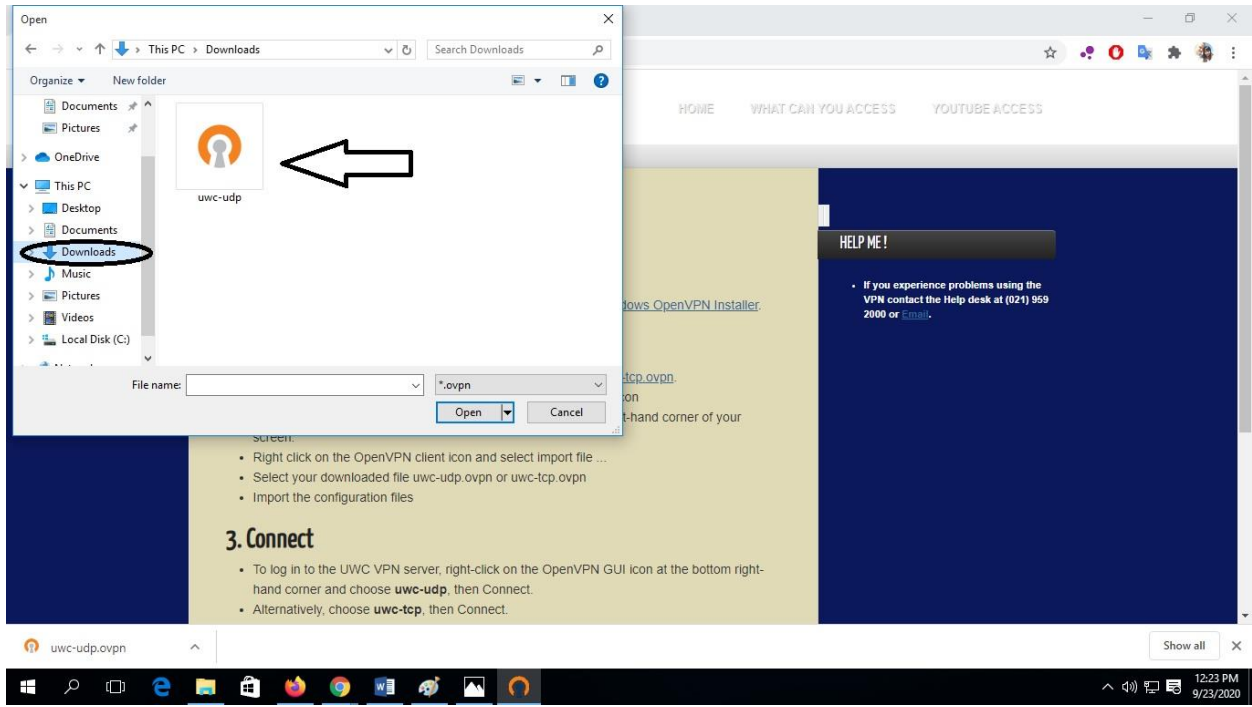 Open
This PC > Downloads
Search Downloads
Organize
New folder
Documents
Pictures
OneDrive
This PC
Desktop
Documents
Downloads
Music
Pictures
Videos
Local Disk (C:)
uwc-udp
File name:
*.ovpn
Open
Cancel
HOME
WHAT CAN YOU ACCESS
YOUTUBE ACCESS
HELP ME !
• If you experience problems using the
VPN contact the Help desk at (021) 959
2000 or Email.
dows OpenVPN Installer.
-tcp.ovpn.
on
t-hand corner of your
screen.
• Right click on the OpenVPN client icon and select import file ...
• Select your downloaded file uwc-udp.ovpn or uwc-tcp.ovpn
• Import the configuration files
3. Connect
• To log in to the UWC VPN server, right-click on the OpenVPN GUI icon at the bottom right-
hand corner and choose uwc-udp, then Connect.
• Alternatively, choose uwc-tcp, then Connect.
uwc-udp.ovpn
Show all
12:23 PM
9/23/2020